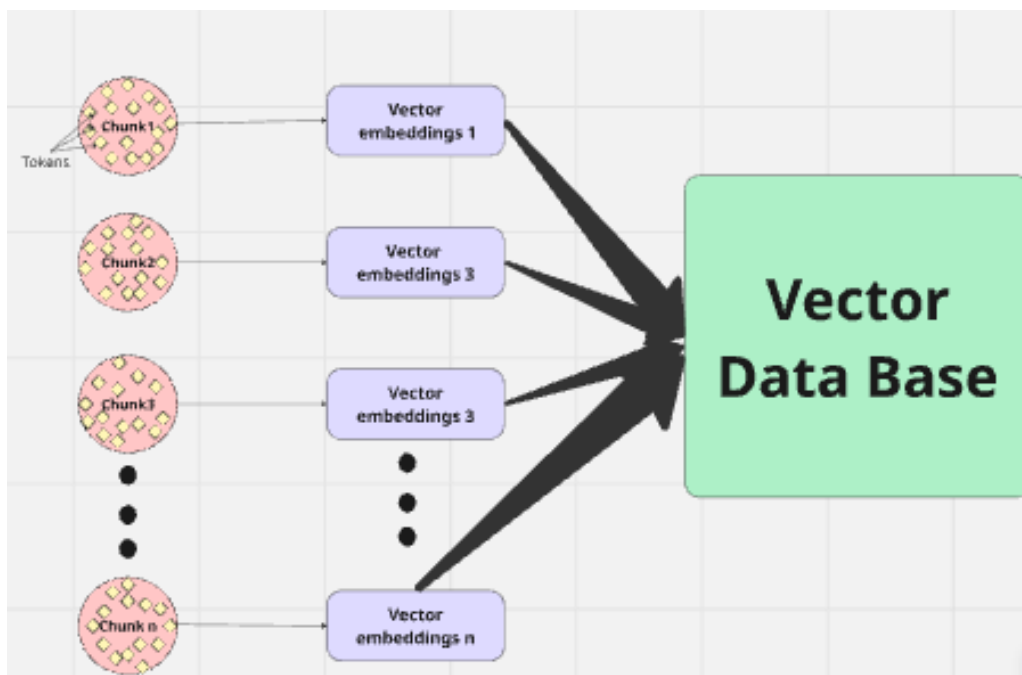 Chunk1
Tokens
Vector
embeddings 1
Chunk2
Vector
embeddings 3
Chunk3
Vector
embeddings 3
Chunk n
Vector
embeddings n
Vector
Data Base